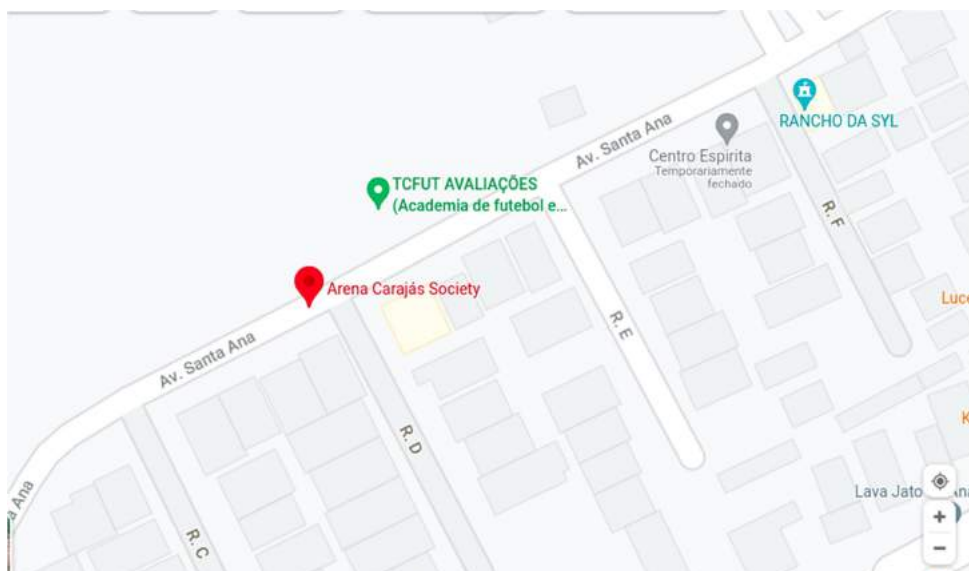 RANCHO DA SYL
Av. Santa Ana
Centro Espirita
Temporariamente
fechado
TCFUT AVALIAÇÕES
(Academia de futebol e...
R. F
Arena Carajás Society
Luce
R. E
Av. Santa Ana
K
R. D
Lava Jato
Ana
R. C